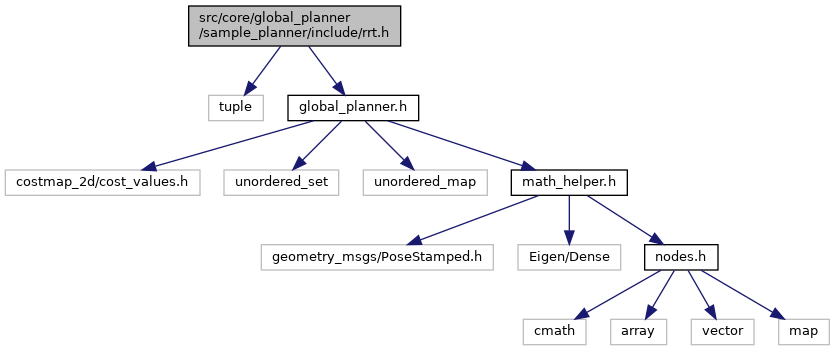 src/core/global_planner
/sample_planner/include/rrt.h
tuple
global_planner.h
costmap_2d/cost_values.h
unordered_set
unordered_map
math_helper.h
geometry_msgs/PoseStamped.h
Eigen/Dense
nodes.h
cmath
array
vector
map